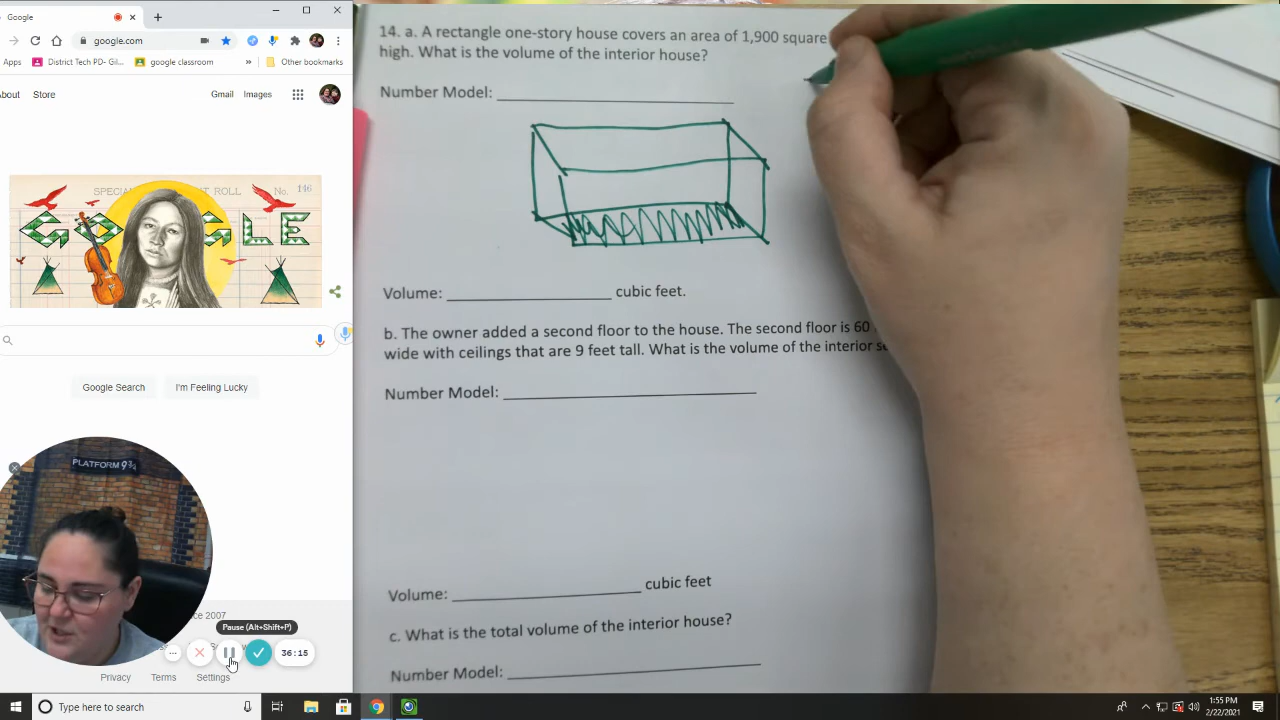 Google
google.com
Apps
District Tech PD- Gil...
google classroom
Other bookmarks
About
Store
Gmail
Images
No. 146
GOOGLE
Google Search
I'm Feeling Lucky
PLATFORM 9¾
since 2007
Pause (Alt+Shift+P)
36:15
Privacy
Terms
Settings
14. a. A rectangle one-story house covers an area of 1,900 square
high. What is the volume of the interior house?
Number Model:
Volume: cubic feet.
b. The owner added a second floor to the house. The second floor is 60
wide with ceilings that are 9 feet tall. What is the volume of the interior
Number Model:
Volume: cubic feet
c. What is the total volume of the interior house?
Number Model:
Type here to search
1:55 PM
2/22/2021